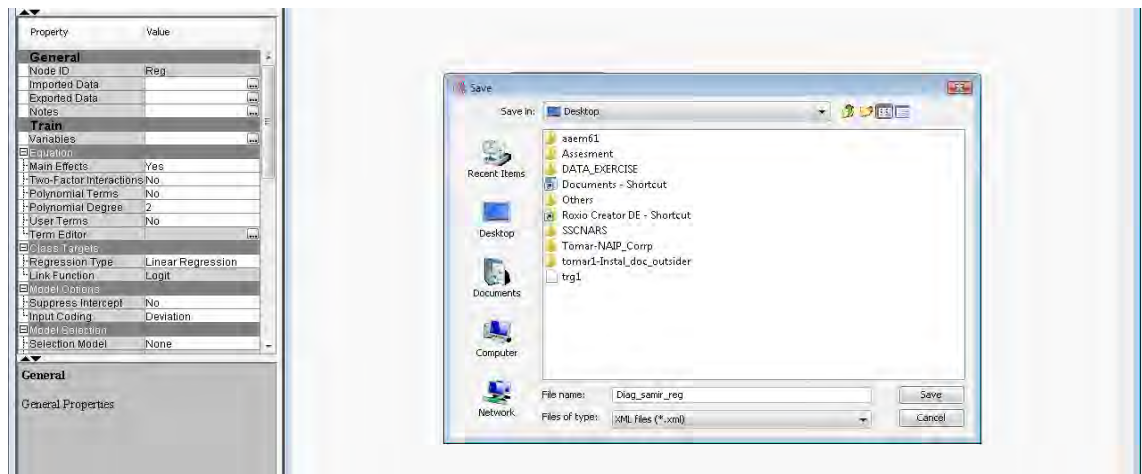 Property Value
General
Node ID Reg
Imported Data
Exported Data
Notes
Train
Variables
Equation
Main Effects Yes
Two-Factor Interactions No
Polynomial Terms No
Polynomial Degree 2
User Terms No
Term Editor
Class Targets
Regression Type Linear Regression
Link Function Logit
Model Options
Suppress Intercept No
Input Coding Deviation
Model Selection
Selection Model None
General
General Properties
Save
Save in: Desktop
Recent Items
Desktop
Documents
Computer
Network
aaem61
Assesment
DATA_EXERCISE
Documents - Shortcut
Others
Roxio Creator DE - Shortcut
SSCNARS
Tomar-NAIP_Corrp
tomar1-Instal_doc_outsider
trg1
File name: Diag_samir_reg Save
Files of type: XML Files (*.xml) Cancel